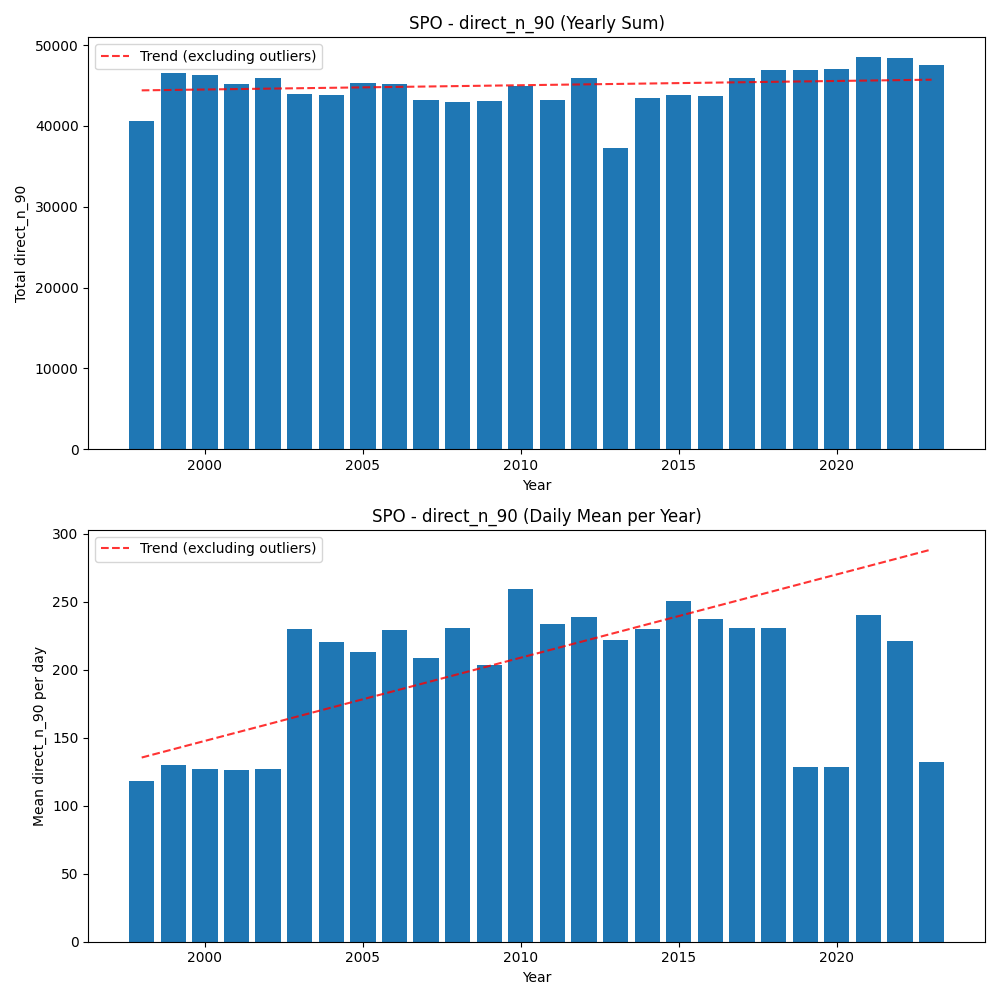 SPO - direct_n_90 (Yearly Sum)
Trend (excluding outliers)
50000
40000
30000
20000
10000
0
Total direct_n_90
2000 2005 2010 2015 2020
Year
SPO - direct_n_90 (Daily Mean per Year)
Trend (excluding outliers)
300
250
200
150
100
50
0
Mean direct_n_90 per day
2000 2005 2010 2015 2020
Year